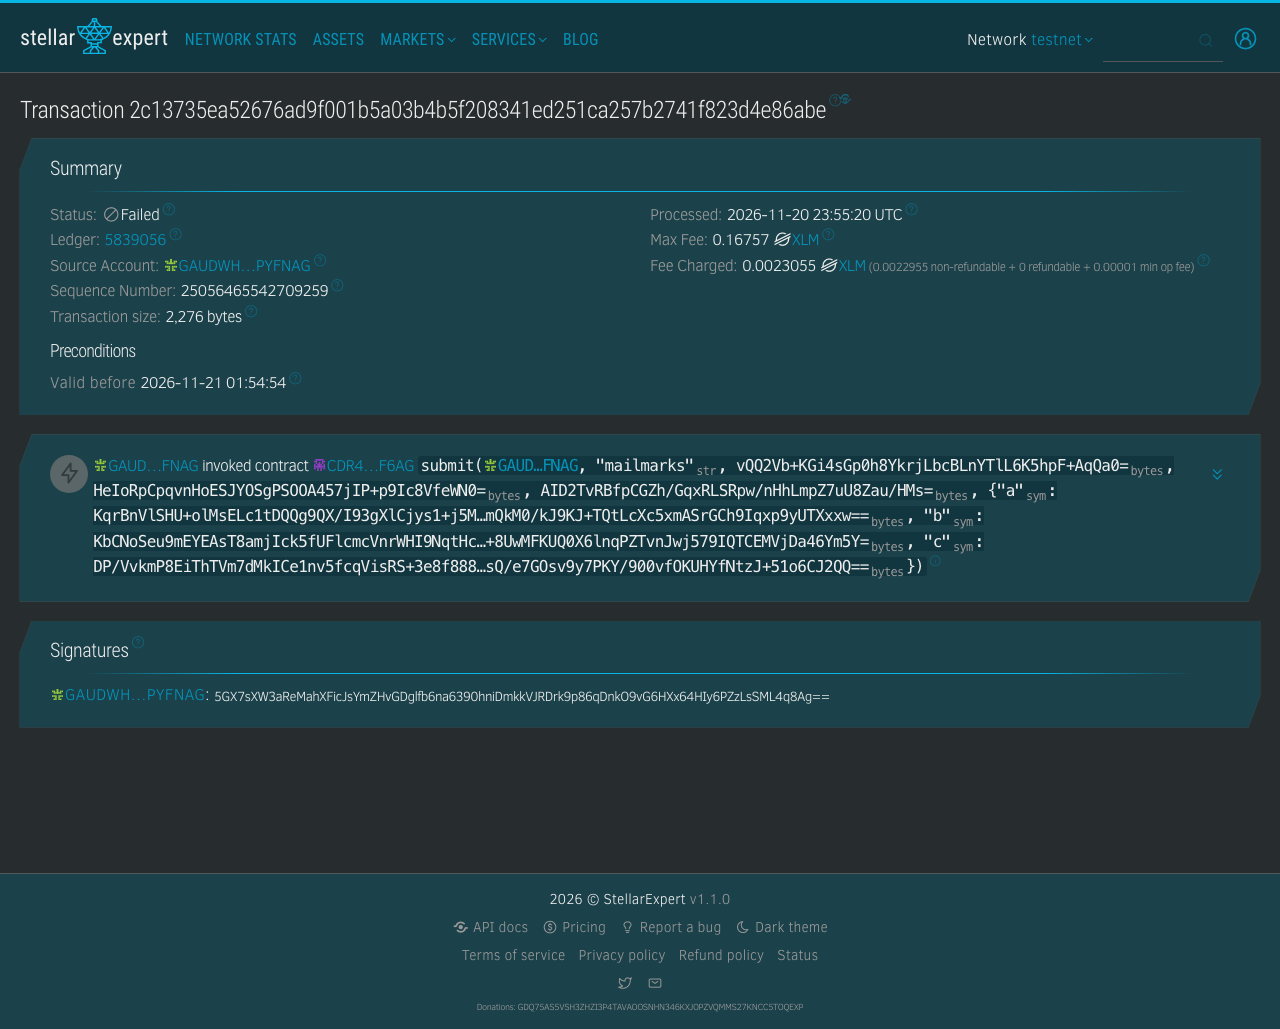 stellar expert NETWORK STATS ASSETS MARKETS SERVICES BLOG Network testnet
Transaction 2c13735ea52676ad9f001b5a03b4b5f208341ed251ca257b2741f823d4e86abe
Summary
Status: Failed
Processed: 2026-11-20 23:55:20 UTC
Ledger: 5839056
Max Fee: 0.16757 XLM
Source Account: GAUDWH…PYFNAG
Fee Charged: 0.0023055 XLM (0.0022955 non-refundable + 0 refundable + 0.00001 min op fee)
Sequence Number: 25056465542709259
Transaction size: 2,276 bytes
Preconditions
Valid before 2026-11-21 01:54:54
GAUD…FNAG invoked contract CDR4…F6AG submit(GAUD…FNAG, "mailmarks"str, vQQ2Vb+KGi4sGp0h8YkrjLbcBLnYTlL6K5hpF+AqQa0=bytes,
HeIoRpCpqvnHoESJYOSgPSOOA457jIP+p9Ic8VfeWN0=bytes, AID2TvRBfpCGZh/GqxRLSRpw/nHhLmpZ7uU8Zau/HMs=bytes, {"a"sym:
KqrBnVlSHU+olMsELc1tDQQg9QX/I93gXlCjys1+j5M…mQkM0/kJ9KJ+TQtLcXc5xmASrGCh9Iqxp9yUTXxxw==bytes, "b"sym:
KbCNoSeu9mEYEAsT8amjIck5fUFlcmcVnrWHI9NqtHc…+8UwMFKUQ0X6lnqPZTvnJwj579IQTCEMVjDa46Ym5Y=bytes, "c"sym:
DP/VvkmP8EiThTVm7dMkICe1nv5fcqVisRS+3e8f888…sQ/e7GOsv9y7PKY/900vfOKUHYfNtzJ+51o6CJ2QQ==bytes})
Signatures
GAUDWH…PYFNAG: 5GX7sXW3aReMahXFicJsYmZHvGDglfb6na639OhniDmkkVJRDrk9p86qDnkO9vG6HXx64HIy6PZzLsSML4q8Ag==
2026 © StellarExpert v1.1.0
API docs Pricing Report a bug Dark theme
Terms of service Privacy policy Refund policy Status
Donations: GDQ75AS5VSH3ZHZI3P4TAVA0OSNHN346KXJOPZVQMMS27KNCC5TOQEXP